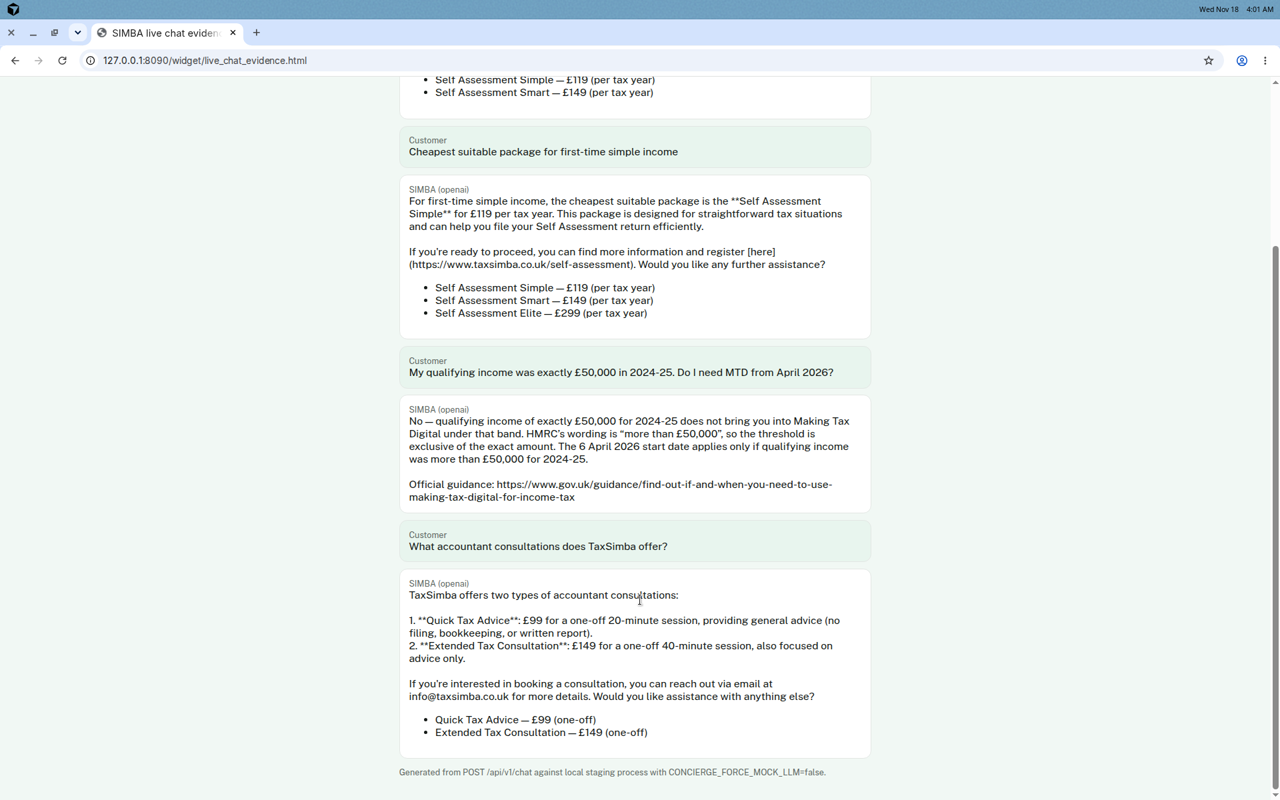 Wed Nov 18 4:01 AM
SIMBA live chat eviden
127.0.0.1:8090/widget/live_chat_evidence.html
• Self Assessment Simple — £119 (per tax year)
• Self Assessment Smart — £149 (per tax year)
Customer
Cheapest suitable package for first-time simple income
SIMBA (openai)
For first-time simple income, the cheapest suitable package is the **Self Assessment
Simple** for £119 per tax year. This package is designed for straightforward tax situations
and can help you file your Self Assessment return efficiently.
If you're ready to proceed, you can find more information and register [here]
(https://www.taxsimba.co.uk/self-assessment). Would you like any further assistance?
• Self Assessment Simple — £119 (per tax year)
• Self Assessment Smart — £149 (per tax year)
• Self Assessment Elite — £299 (per tax year)
Customer
My qualifying income was exactly £50,000 in 2024-25. Do I need MTD from April 2026?
SIMBA (openai)
No — qualifying income of exactly £50,000 for 2024-25 does not bring you into Making Tax
Digital under that band. HMRC's wording is “more than £50,000”, so the threshold is
exclusive of the exact amount. The 6 April 2026 start date applies only if qualifying income
was more than £50,000 for 2024-25.
Official guidance: https://www.gov.uk/guidance/find-out-if-and-when-you-need-to-use-
making-tax-digital-for-income-tax
Customer
What accountant consultations does TaxSimba offer?
SIMBA (openai)
TaxSimba offers two types of accountant consultations:
1. **Quick Tax Advice**: £99 for a one-off 20-minute session, providing general advice (no
filing, bookkeeping, or written report).
2. **Extended Tax Consultation**: £149 for a one-off 40-minute session, also focused on
advice only.
If you're interested in booking a consultation, you can reach out via email at
info@taxsimba.co.uk for more details. Would you like assistance with anything else?
• Quick Tax Advice — £99 (one-off)
• Extended Tax Consultation — £149 (one-off)
Generated from POST /api/v1/chat against local staging process with CONCIERGE_FORCE_MOCK_LLM=false.